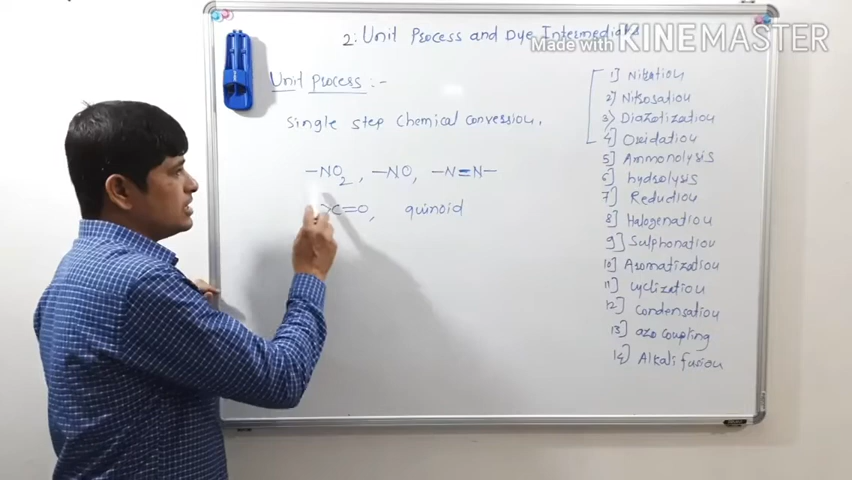 2: Unit Process and Dye Intermediats
Made with KINEMASTER
Unit Process :-
Single step Chemical Convession.
-NO2, -NO, -N=N-
>C=O, quinoid
1] Nitration
2) Nitrosation
3) Diazotization
4] Oxidation
5] Ammonolysis
6] hydrolysis
7] Reduction
8] Halogenation
9] Sulphonation
10] Aromatization
11] cyclization
12] Condensation
13] azo coupling
14] Alkali fusion